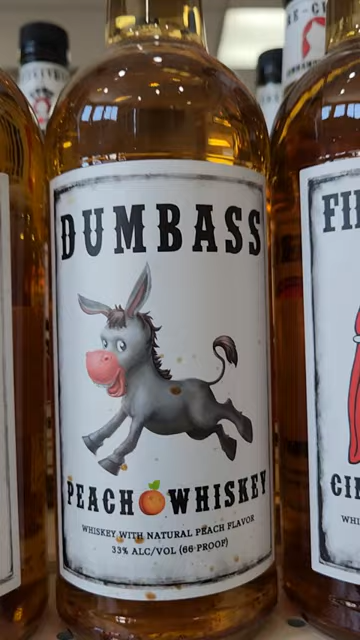 DUMBASS
PEACH WHISKEY
WHISKEY WITH NATURAL PEACH FLAVOR
33% ALC/VOL (66 PROOF)